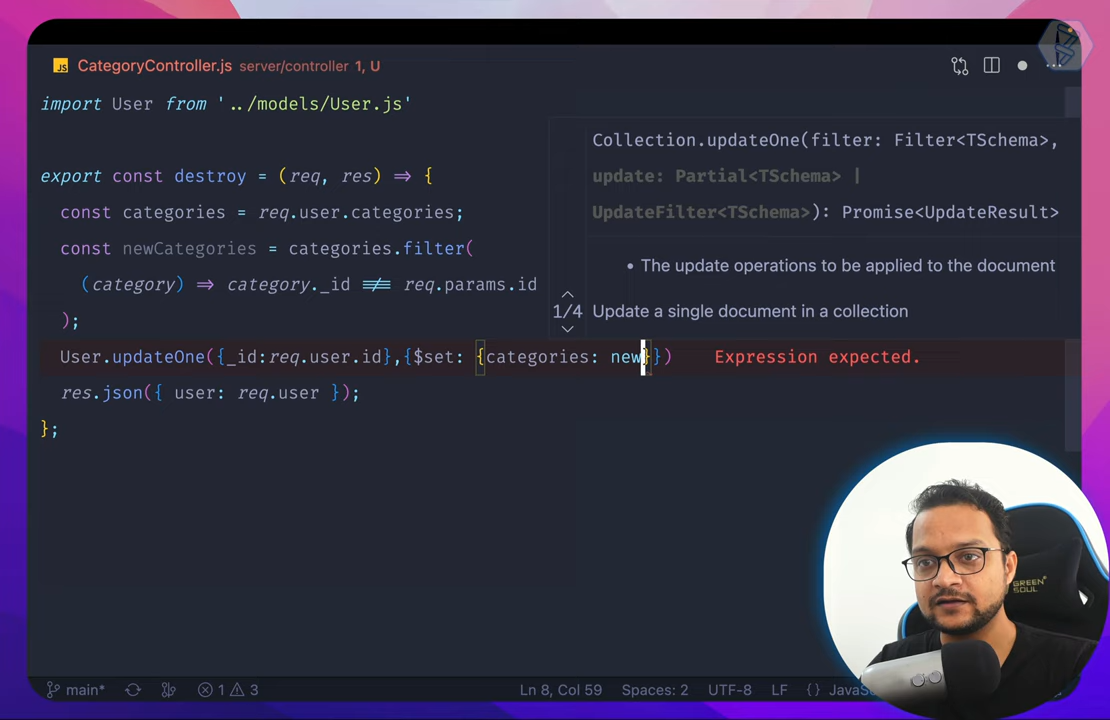 CategoryController.js server/controller 1, U
import User from '../models/User.js'
Collection.updateOne(filter: Filter<TSchema>,
export const destroy = (req, res) => {
update: Partial<TSchema> |
const categories = req.user.categories;
UpdateFilter<TSchema>): Promise<UpdateResult>
const newCategories = categories.filter(
• The update operations to be applied to the document
(category) => category._id !== req.params.id
1/4 Update a single document in a collection
);
User.updateOne({_id:req.user.id},{$set: {categories: new}}) Expression expected.
res.json({ user: req.user });
};
GREEN SOUL
main* 1 3 Ln 8, Col 59 Spaces: 2 UTF-8 LF {}